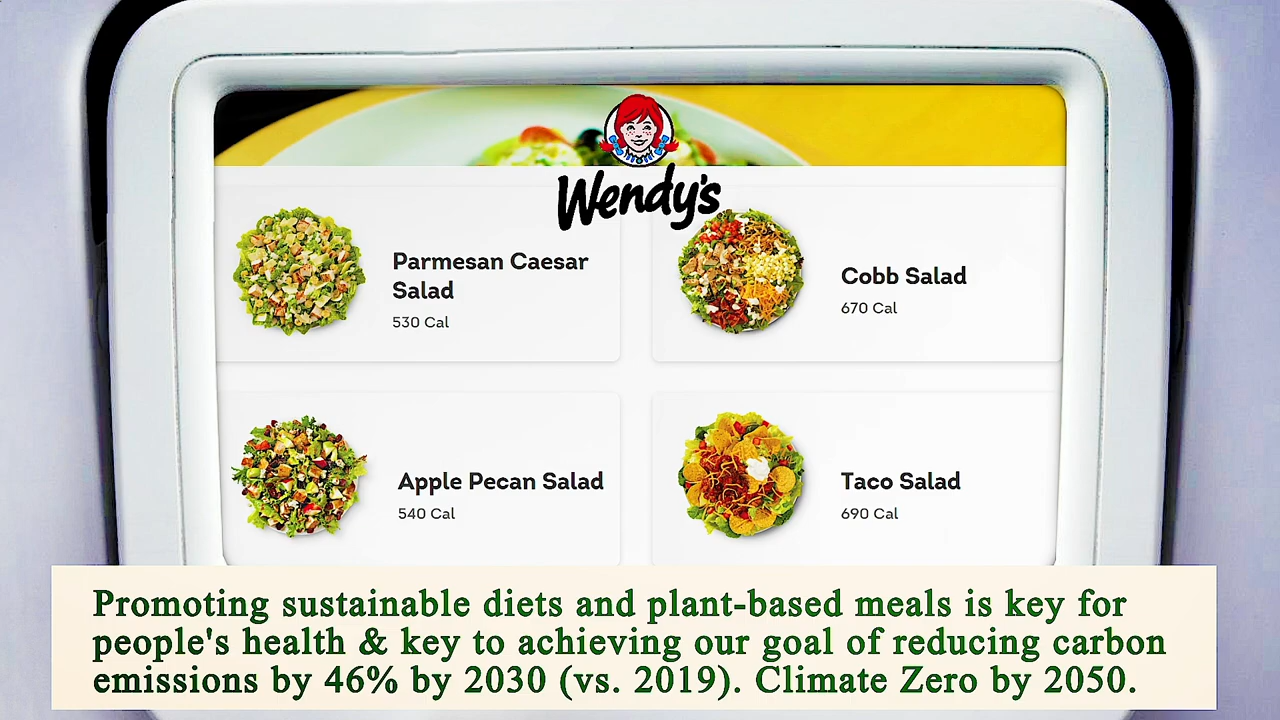 Wendy's
Parmesan Caesar
Salad
530 Cal
Cobb Salad
670 Cal
Apple Pecan Salad
540 Cal
Taco Salad
690 Cal
Promoting sustainable diets and plant-based meals is key for
people's health & key to achieving our goal of reducing carbon
emissions by 46% by 2030 (vs. 2019). Climate Zero by 2050.